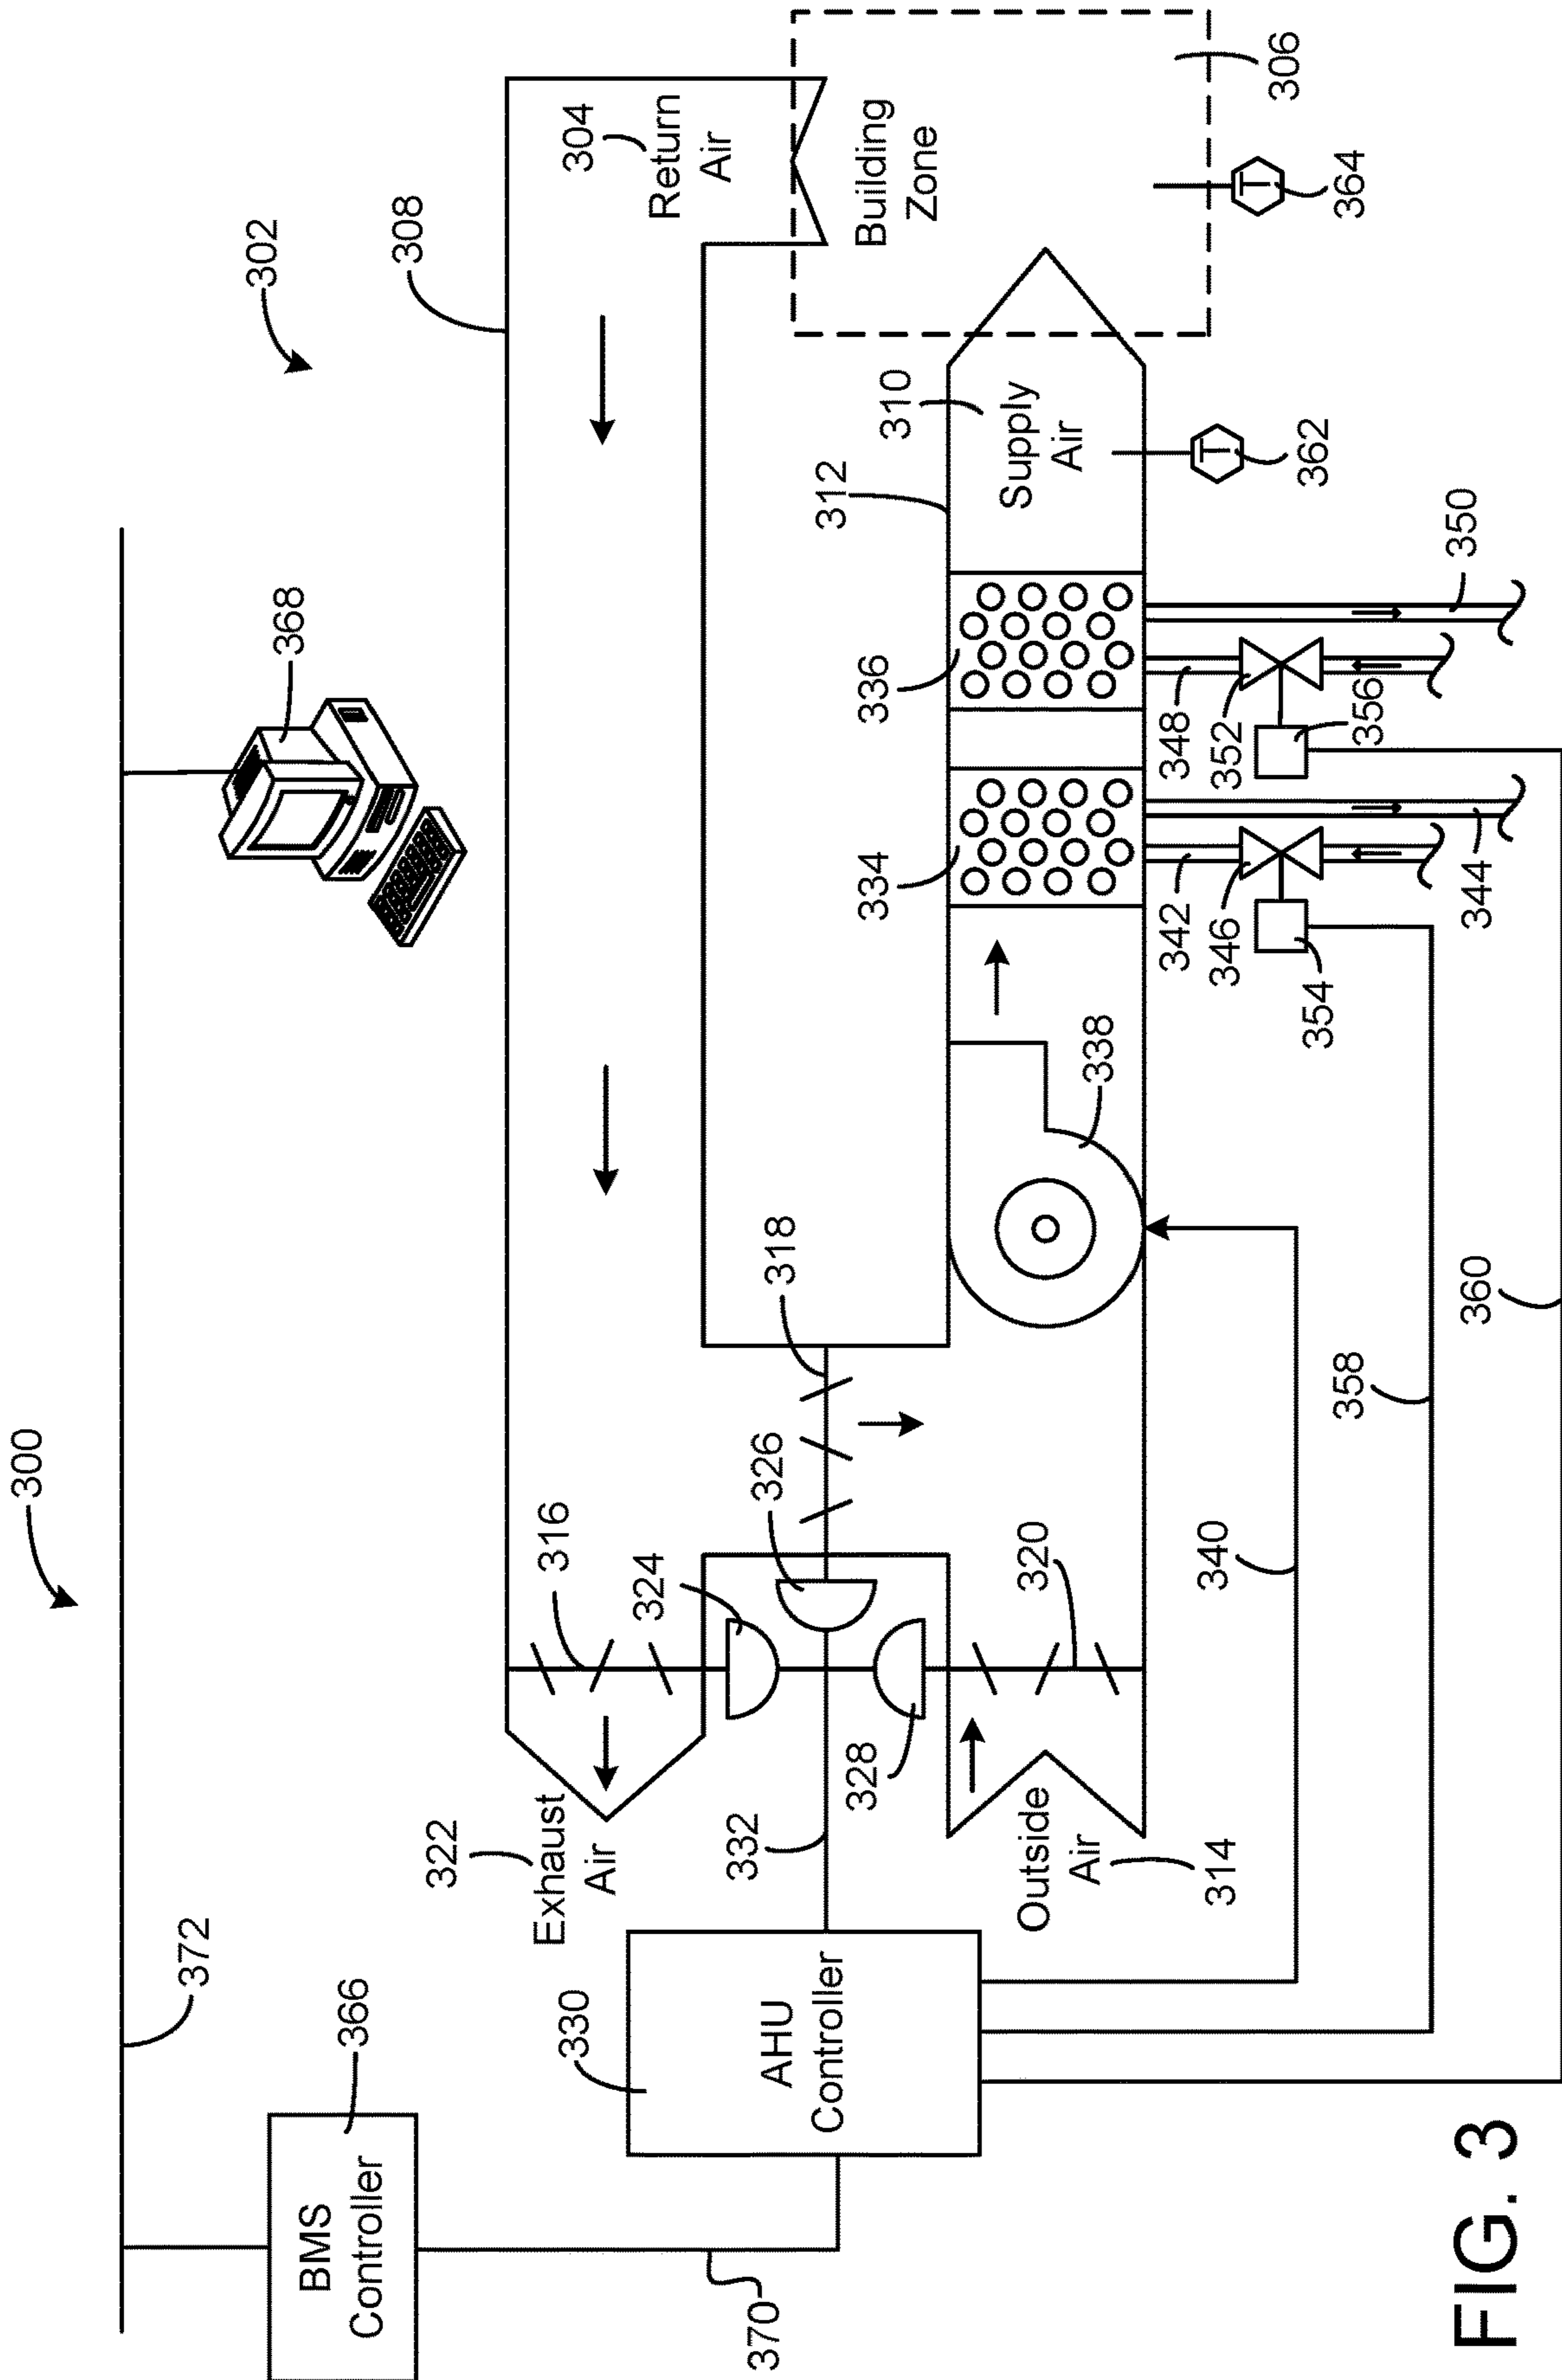 300
302
372
368
366
BMS
Controller
370
308
304
Return
Air
316
322
Exhaust
Air
324
318
326
330
AHU
Controller
332
328
Building
Zone
306
364
Outside
Air
314
320
338
340
334
336
312
310
Supply
Air
362
342
346
354
344
348
352
356
350
358
360
FIG. 3
T
T